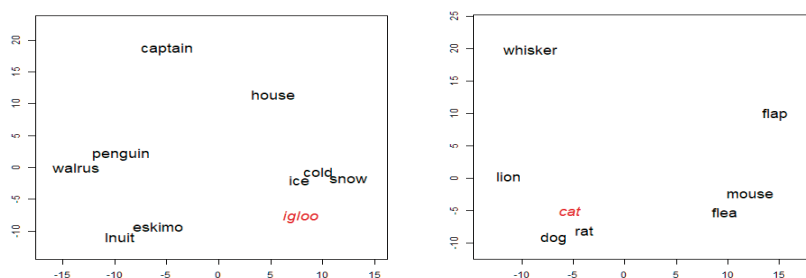 captain
house
penguin
walrus
cold
ice
snow
igloo
eskimo
Inuit
20
15
10
5
0
-5
-10
-15
-10
-5
0
5
10
15
whisker
flap
lion
mouse
cat
flea
rat
dog
25
20
15
10
5
0
-5
-10
-10
-5
0
5
10
15